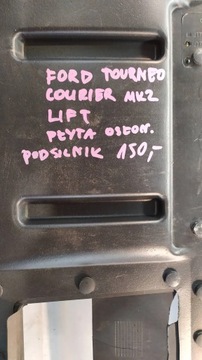 FORD TOURNEO
COURIER MK2
LIFT
PŁYTA OSŁON.
PODSILNIK 150,-